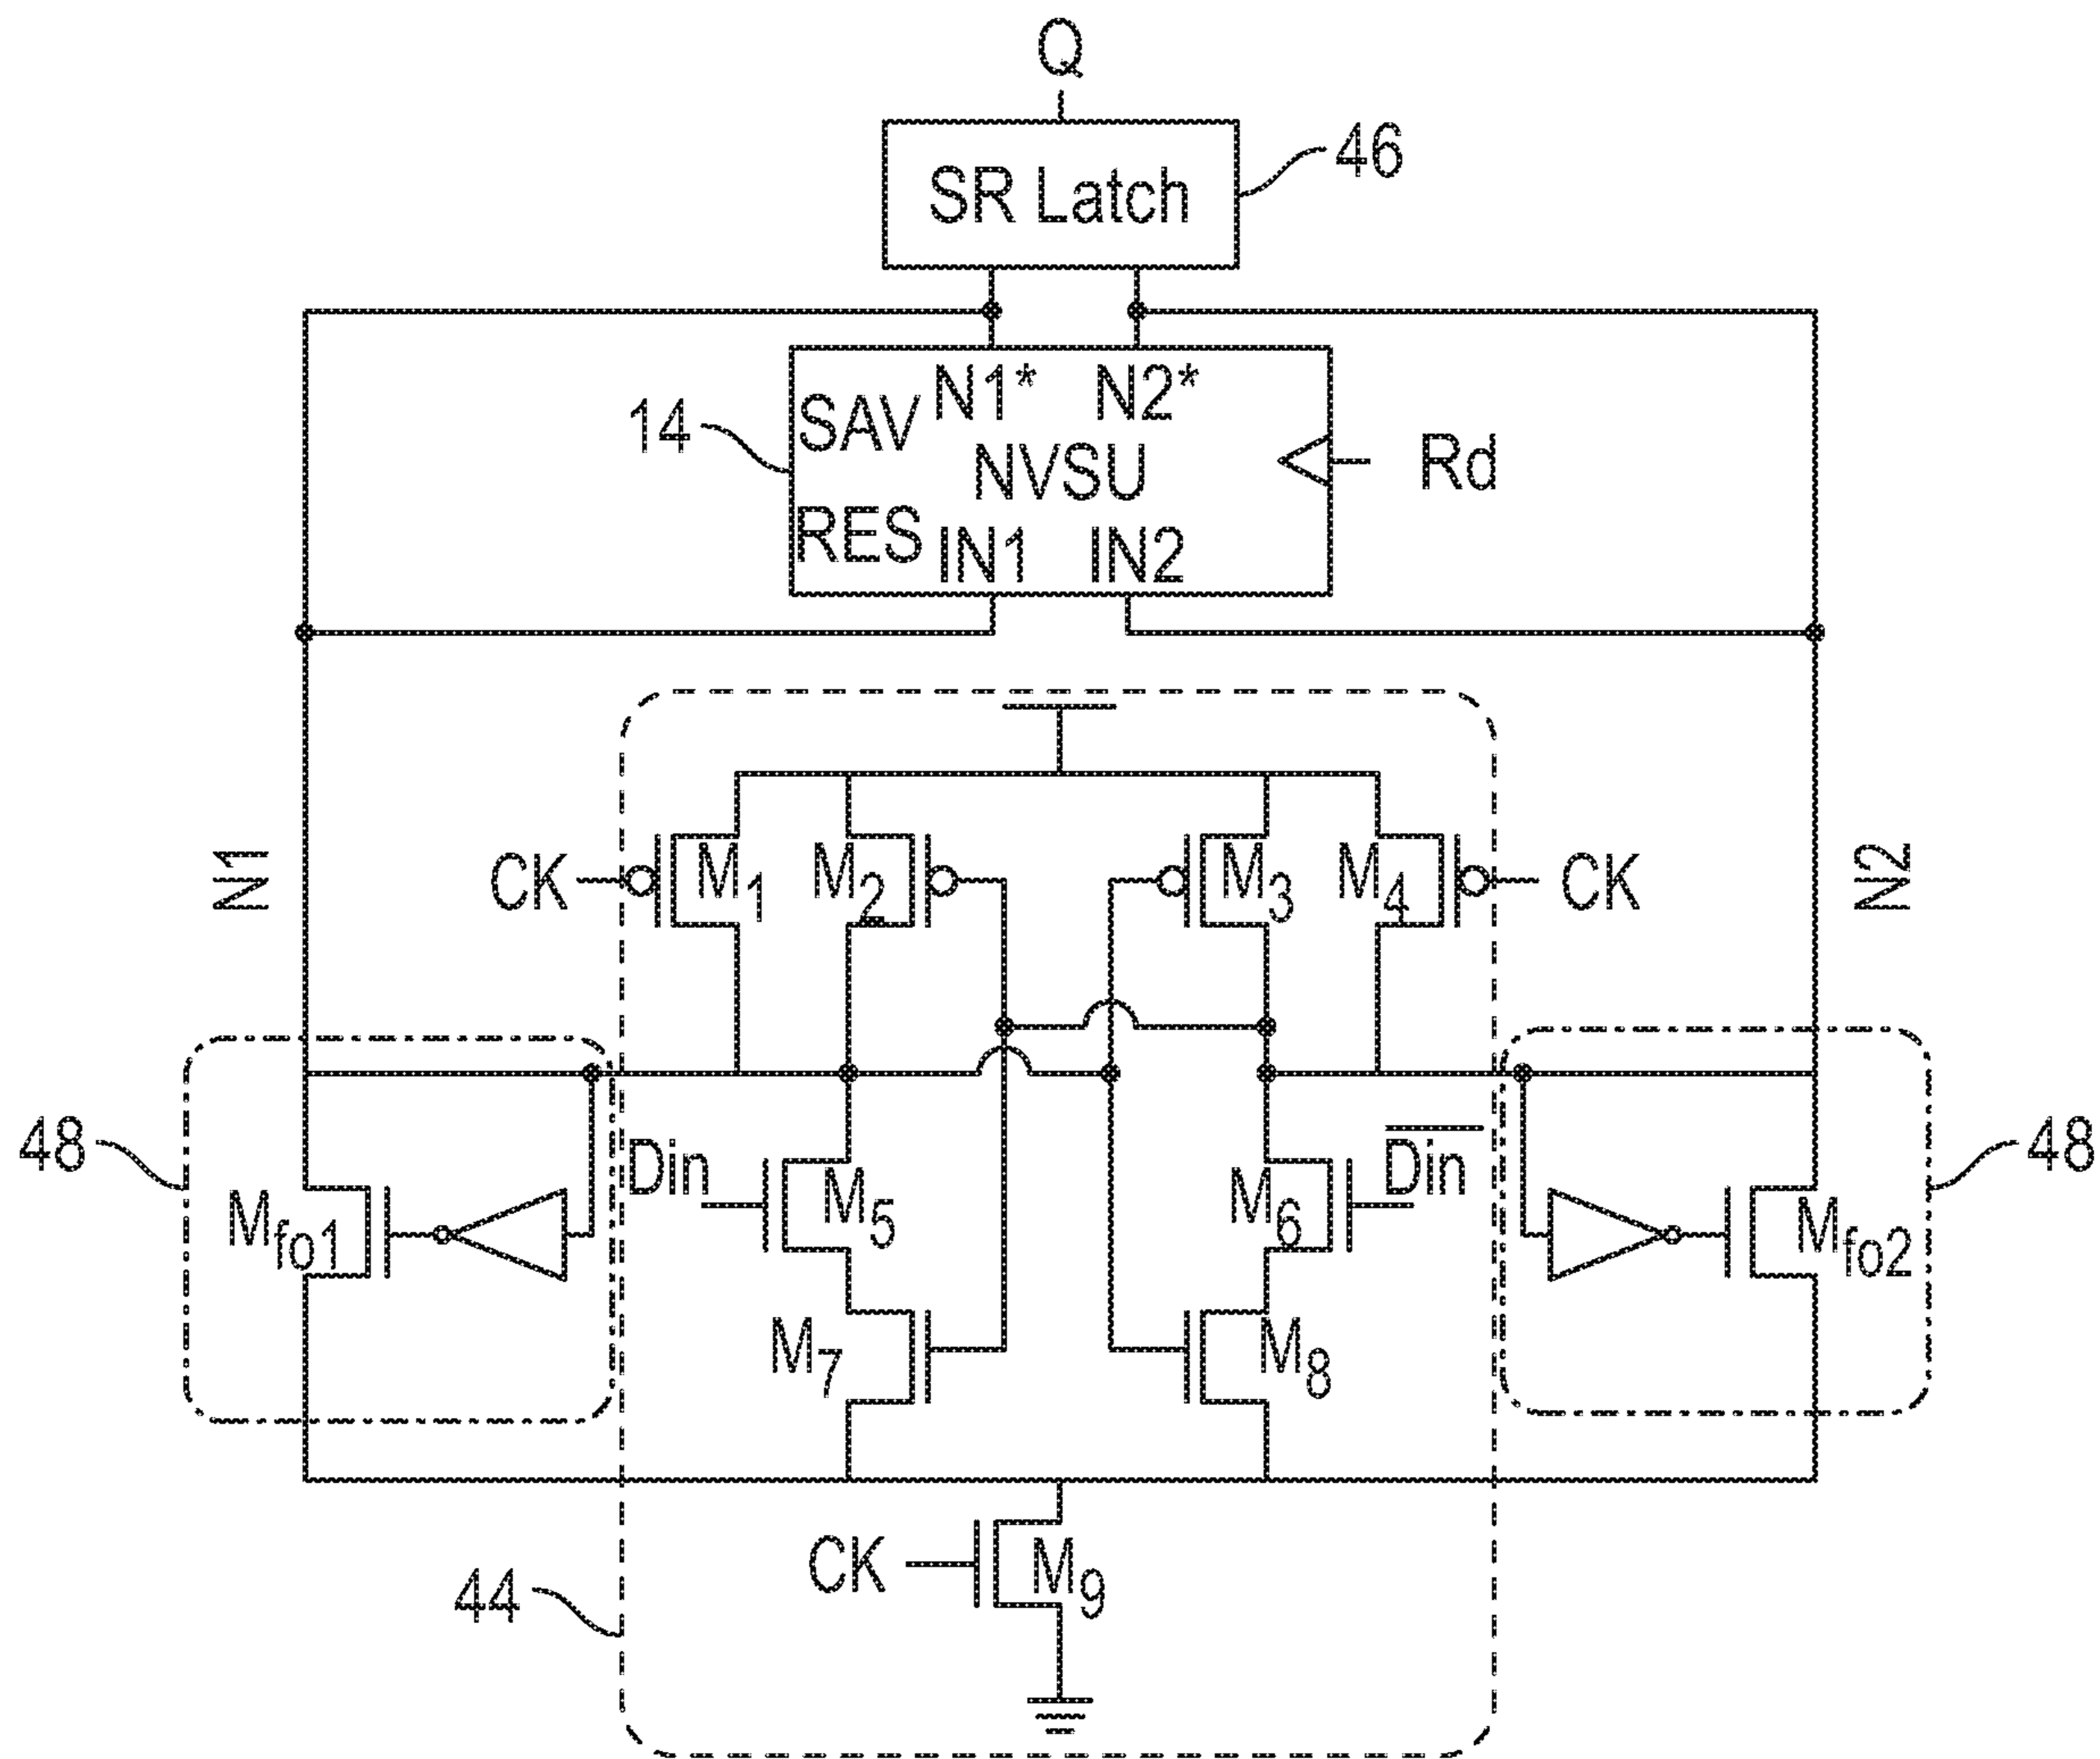 Q
SR Latch
46
N1* N2*
SAV
14
NVSU
Rd
RES
IN1 IN2
N1
N2
CK
M1
M2
M3
M4
CK
48
Din
M5
M6
D̅i̅n̅
48
Mfo1
Mfo2
M7
M8
CK
M9
44